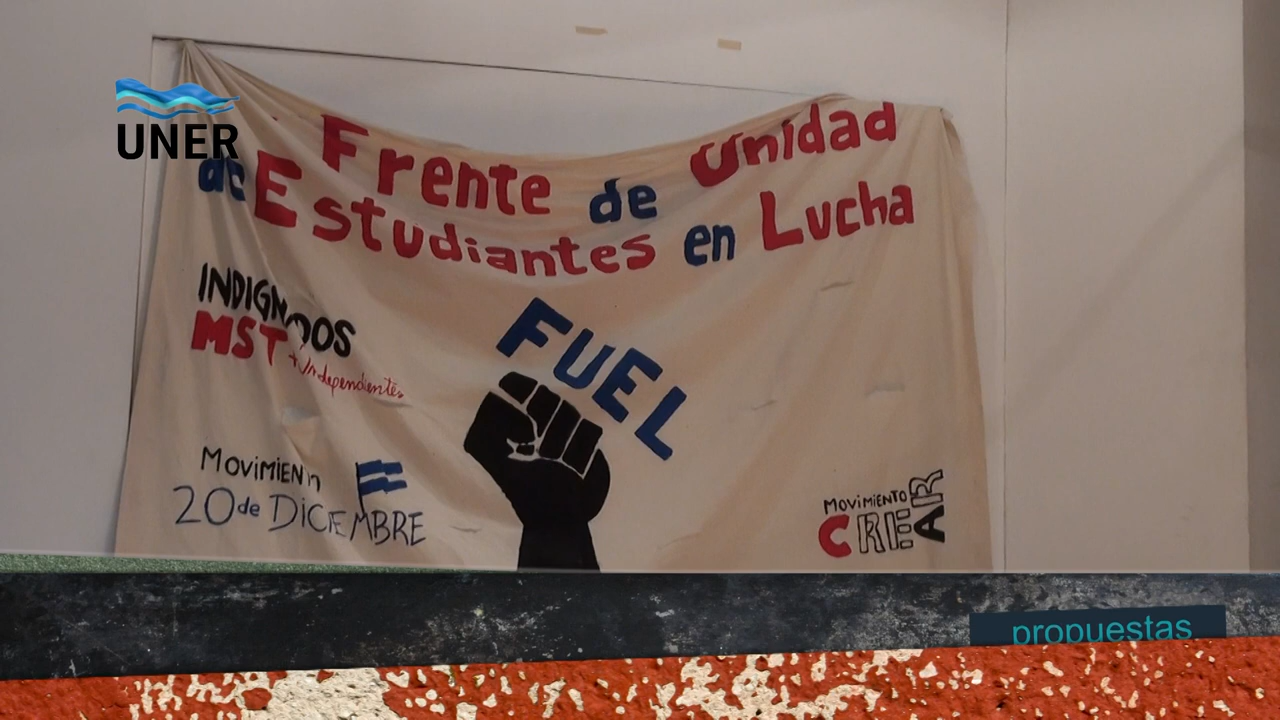 UNER
Frente de Unidad
de Estudiantes en Lucha
INDIGNADOS
MST + Independientes
FUEL
MOVIMIENTO
20 de DICIEMBRE
MOVIMIENTO
CREAR
propuestas